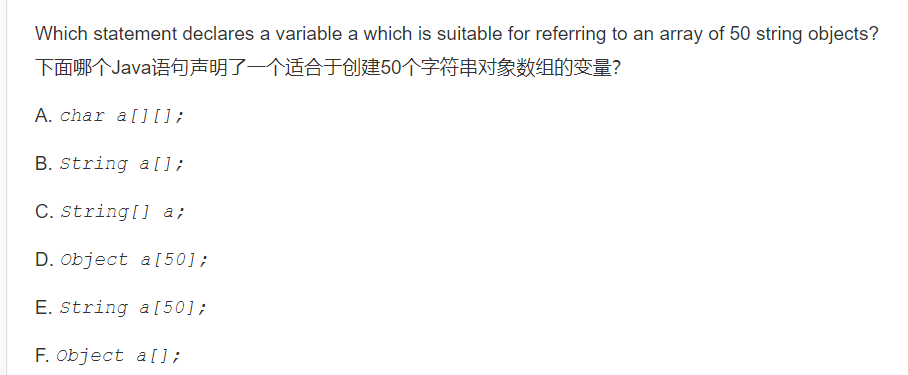 Which statement declares a variable a which is suitable for referring to an array of 50 string objects?
下面哪个Java语句声明了一个适合于创建50个字符串对象数组的变量?
A. char a[][];
B. String a[];
C. String[] a;
D. Object a[50];
E. String a[50];
F. Object a[];